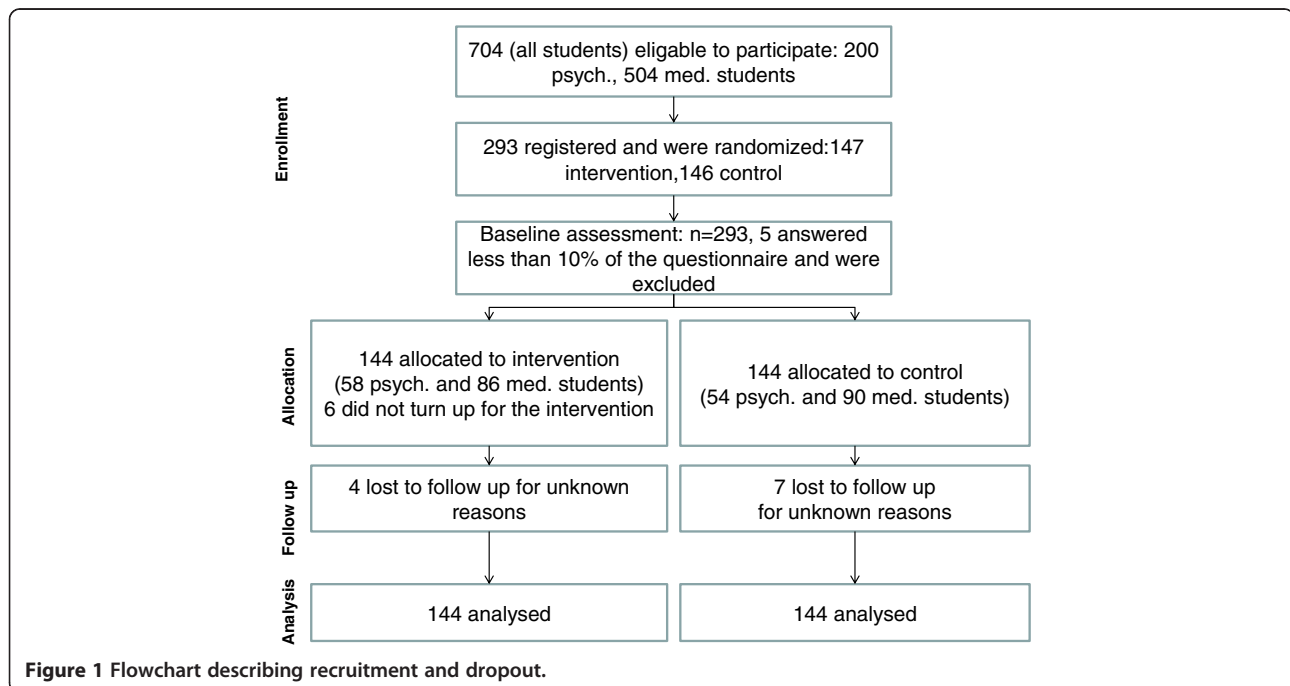 704 (all students) eligable to participate: 200
psych., 504 med. students
Enrollment
293 registered and were randomized:147
intervention,146 control
Baseline assessment: n=293, 5 answered
less than 10% of the questionnaire and were
excluded
Allocation
144 allocated to intervention
(58 psych. and 86 med. students)
6 did not turn up for the intervention
144 allocated to control
(54 psych. and 90 med. students)
Follow up
4 lost to follow up for unknown
reasons
7 lost to follow up
for unknown reasons
Analysis
144 analysed
144 analysed
Figure 1 Flowchart describing recruitment and dropout.